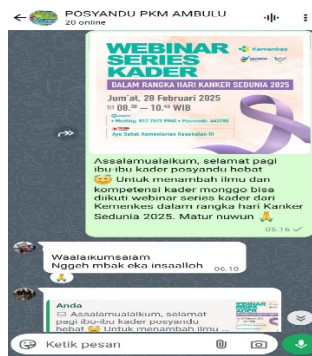 POSYANDU PKM AMBULU
20 online
WEBINAR
SERIES
KADER
Kemenkes
DALAM RANGKA HARI KANKER SEDUNIA 2025
Jum'at, 28 Februari 2025
08.30 – 10.45 WIB
Ayo Sehat Kementerian Kesehatan RI
Assalamualaikum, selamat pagi
ibu-ibu kader posyandu hebat
Untuk menambah ilmu dan
kompetensi kader monggo bisa
diikuti webinar series kader dari
Kemenkes dalam rangka hari Kanker
Sedunia 2025. Matur nuwun
05.16
Waalaikumsalam
Nggeh mbak eka insaalloh
06.10
Anda
Assalamualaikum, selamat
pagi ibu-ibu kader posyandu
hebat Untuk menambah ilmu ...
Ketik pesan